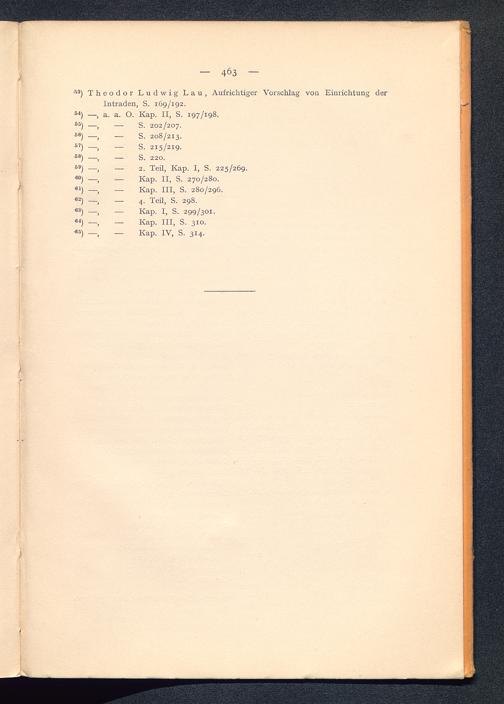 — 463 —
⁵³) Theodor Ludwig Lau, Aufrichtiger Vorschlag von Einrichtung der
Intraden, S. 169/192.
⁵⁴) —, a. a. O. Kap. II, S. 197/198.
⁵⁵) —, — S. 202/207.
⁵⁶) —, — S. 208/213.
⁵⁷) —, — S. 215/219.
⁵⁸) —, — S. 220.
⁵⁹) —, — 2. Teil, Kap. I, S. 225/269.
⁶⁰) —, — Kap. II, S. 270/280.
⁶¹) —, — Kap. III, S. 280/296.
⁶²) —, — 4. Teil, S. 298.
⁶³) —, — Kap. I, S. 299/301.
⁶⁴) —, — Kap. III, S. 310.
⁶⁵) —, — Kap. IV, S. 314.